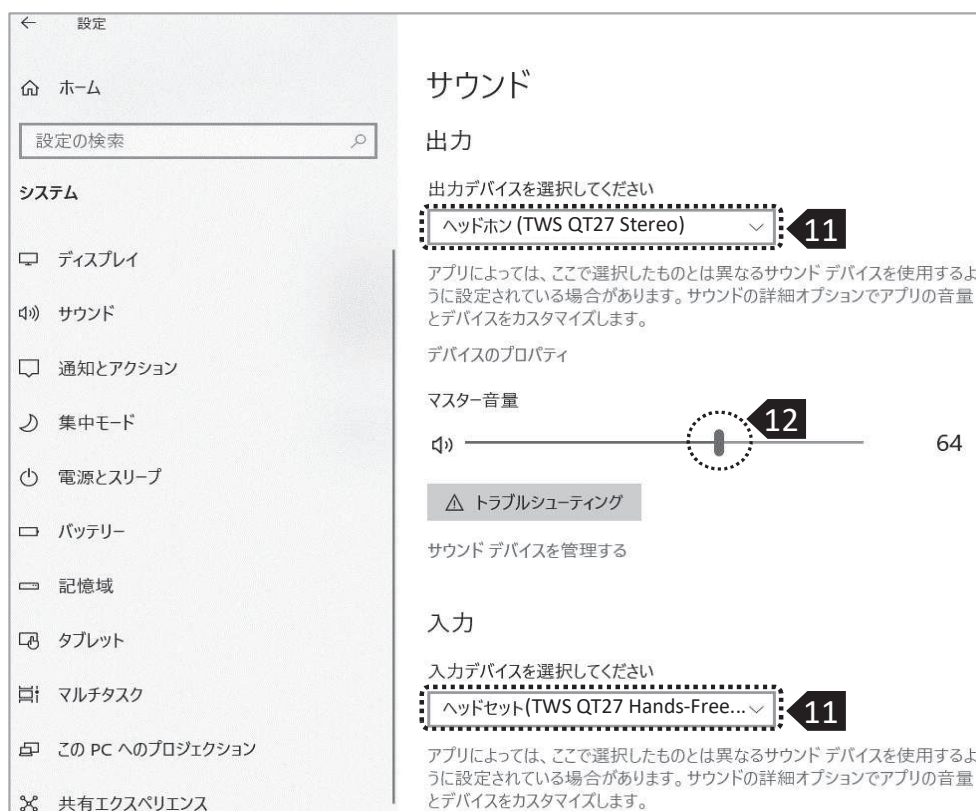 設定
ホーム
設定の検索
システム
ディスプレイ
サウンド
通知とアクション
集中モード
電源とスリープ
バッテリー
記憶域
タブレット
マルチタスク
この PC へのプロジェクション
共有エクスペリエンス
サウンド
出力
出力デバイスを選択してください
ヘッドホン (TWS QT27 Stereo)
11
アプリによっては、ここで選択したものとは異なるサウンド デバイスを使用するよ
うに設定されている場合があります。サウンドの詳細オプションでアプリの音量
とデバイスをカスタマイズします。
デバイスのプロパティ
マスター音量
12
64
トラブルシューティング
サウンド デバイスを管理する
入力
入力デバイスを選択してください
ヘッドセット(TWS QT27 Hands-Free...
11
アプリによっては、ここで選択したものとは異なるサウンド デバイスを使用するよ
うに設定されている場合があります。サウンドの詳細オプションでアプリの音量
とデバイスをカスタマイズします。